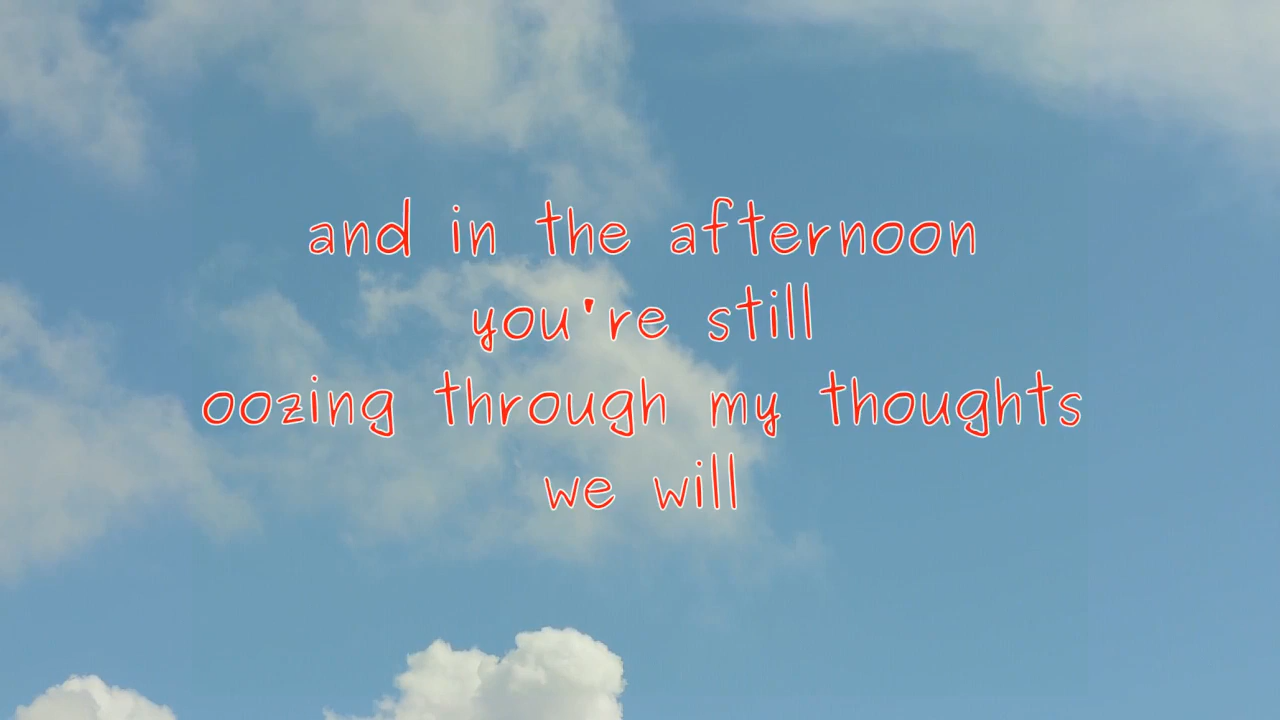 and in the afternoon
you're still
oozing through my thoughts
we will